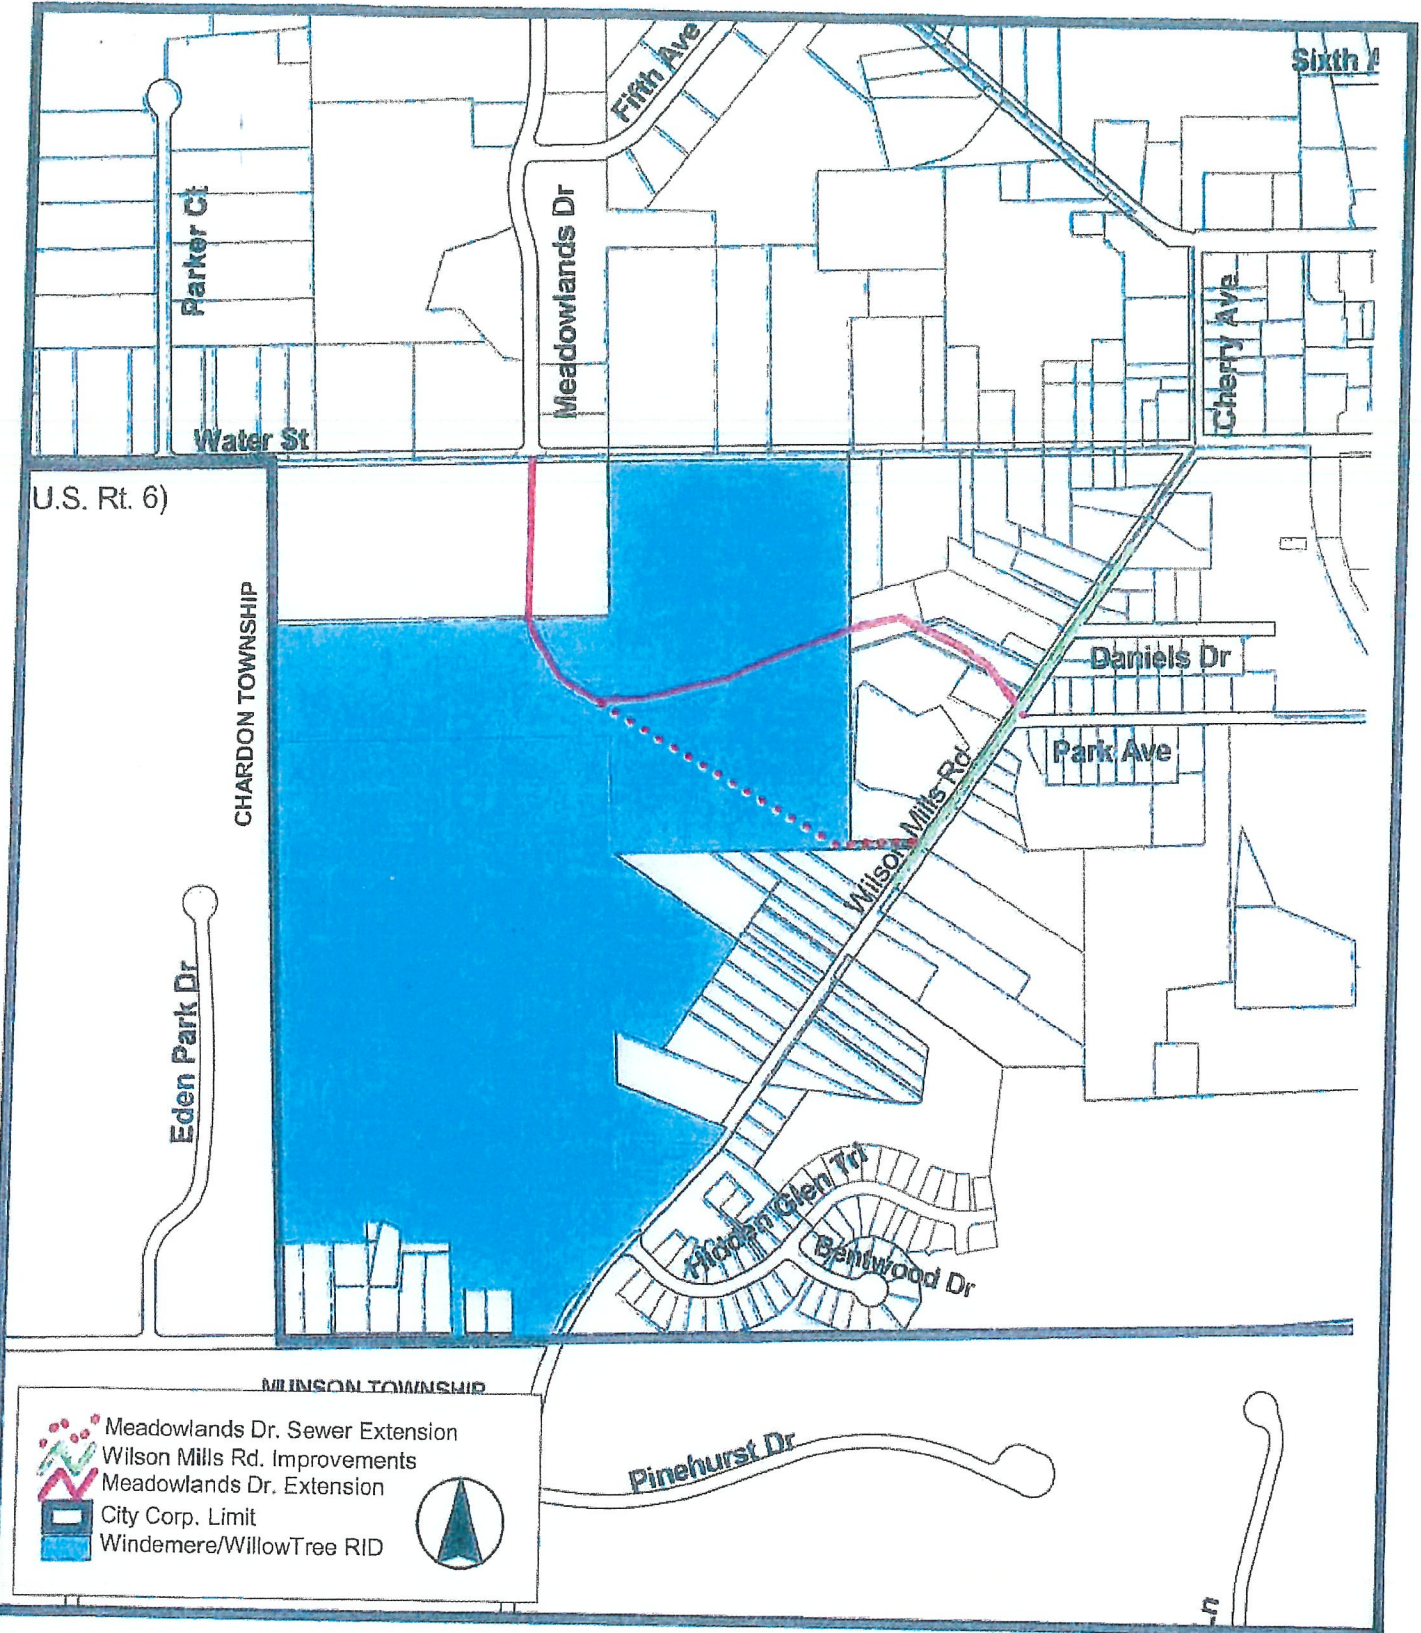 Fifth Ave
Sixth A
Parker Ct
Meadowlands Dr
Cherry Ave
Water St
U.S. Rt. 6)
CHARDON TOWNSHIP
Daniels Dr
Park Ave
Wilson Mills Rd
Eden Park Dr
Hidden Glen Trl
Bentwood Dr
MUNSON TOWNSHIP
Meadowlands Dr. Sewer Extension
Wilson Mills Rd. Improvements
Meadowlands Dr. Extension
City Corp. Limit
Windemere/WillowTree RID
Pinehurst Dr
Ln